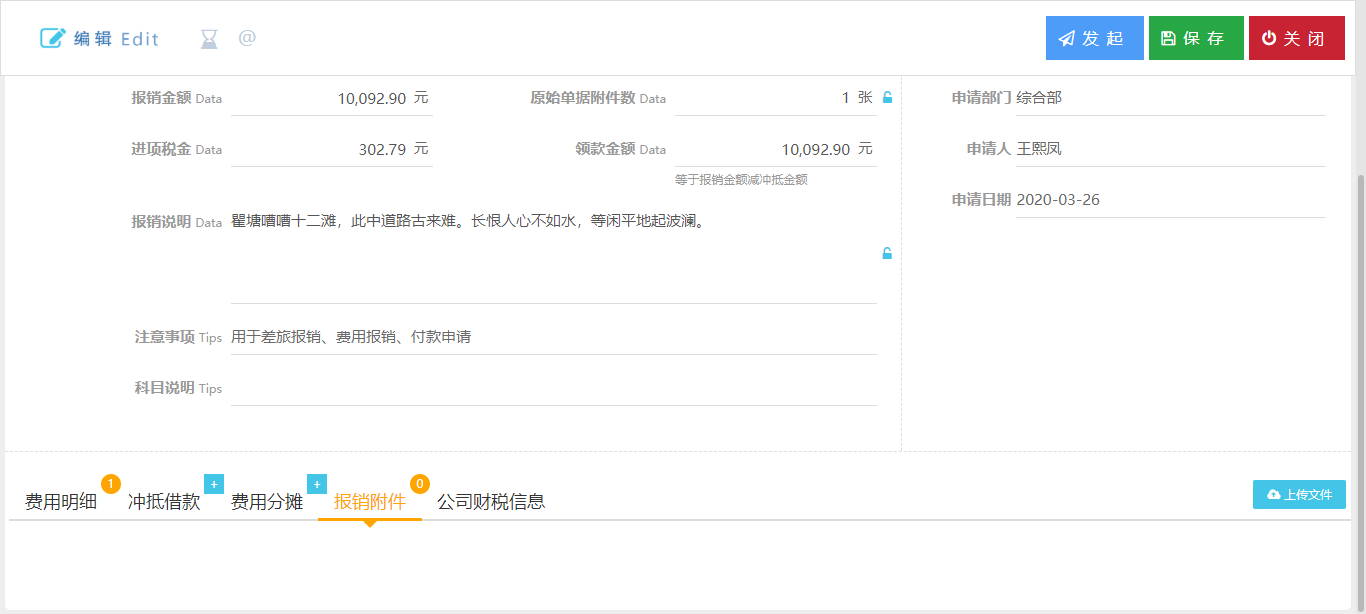 编辑 Edit @ 发起 保存 关闭
报销金额 Data 10,092.90 元 原始单据附件数 Data 1 张 申请部门 综合部
进项税金 Data 302.79 元 领款金额 Data 10,092.90 元 申请人 王熙凤
等于报销金额减冲抵金额
申请日期 2020-03-26
报销说明 Data 瞿塘嘈嘈十二滩，此中道路古来难。长恨人心不如水，等闲平地起波澜。
注意事项 Tips 用于差旅报销、费用报销、付款申请
科目说明 Tips
费用明细 1 冲抵借款 + 费用分摊 + 报销附件 0 公司财税信息 上传文件